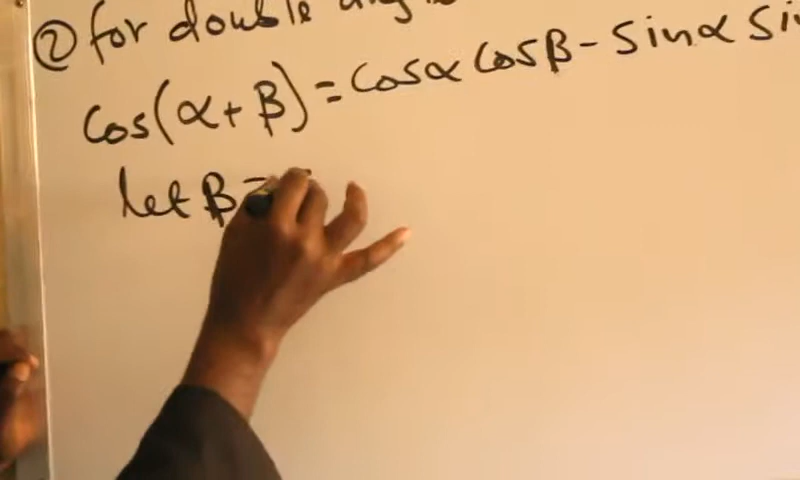 ② for double
cos(α+β)=cosα cosβ - sinα
let β=